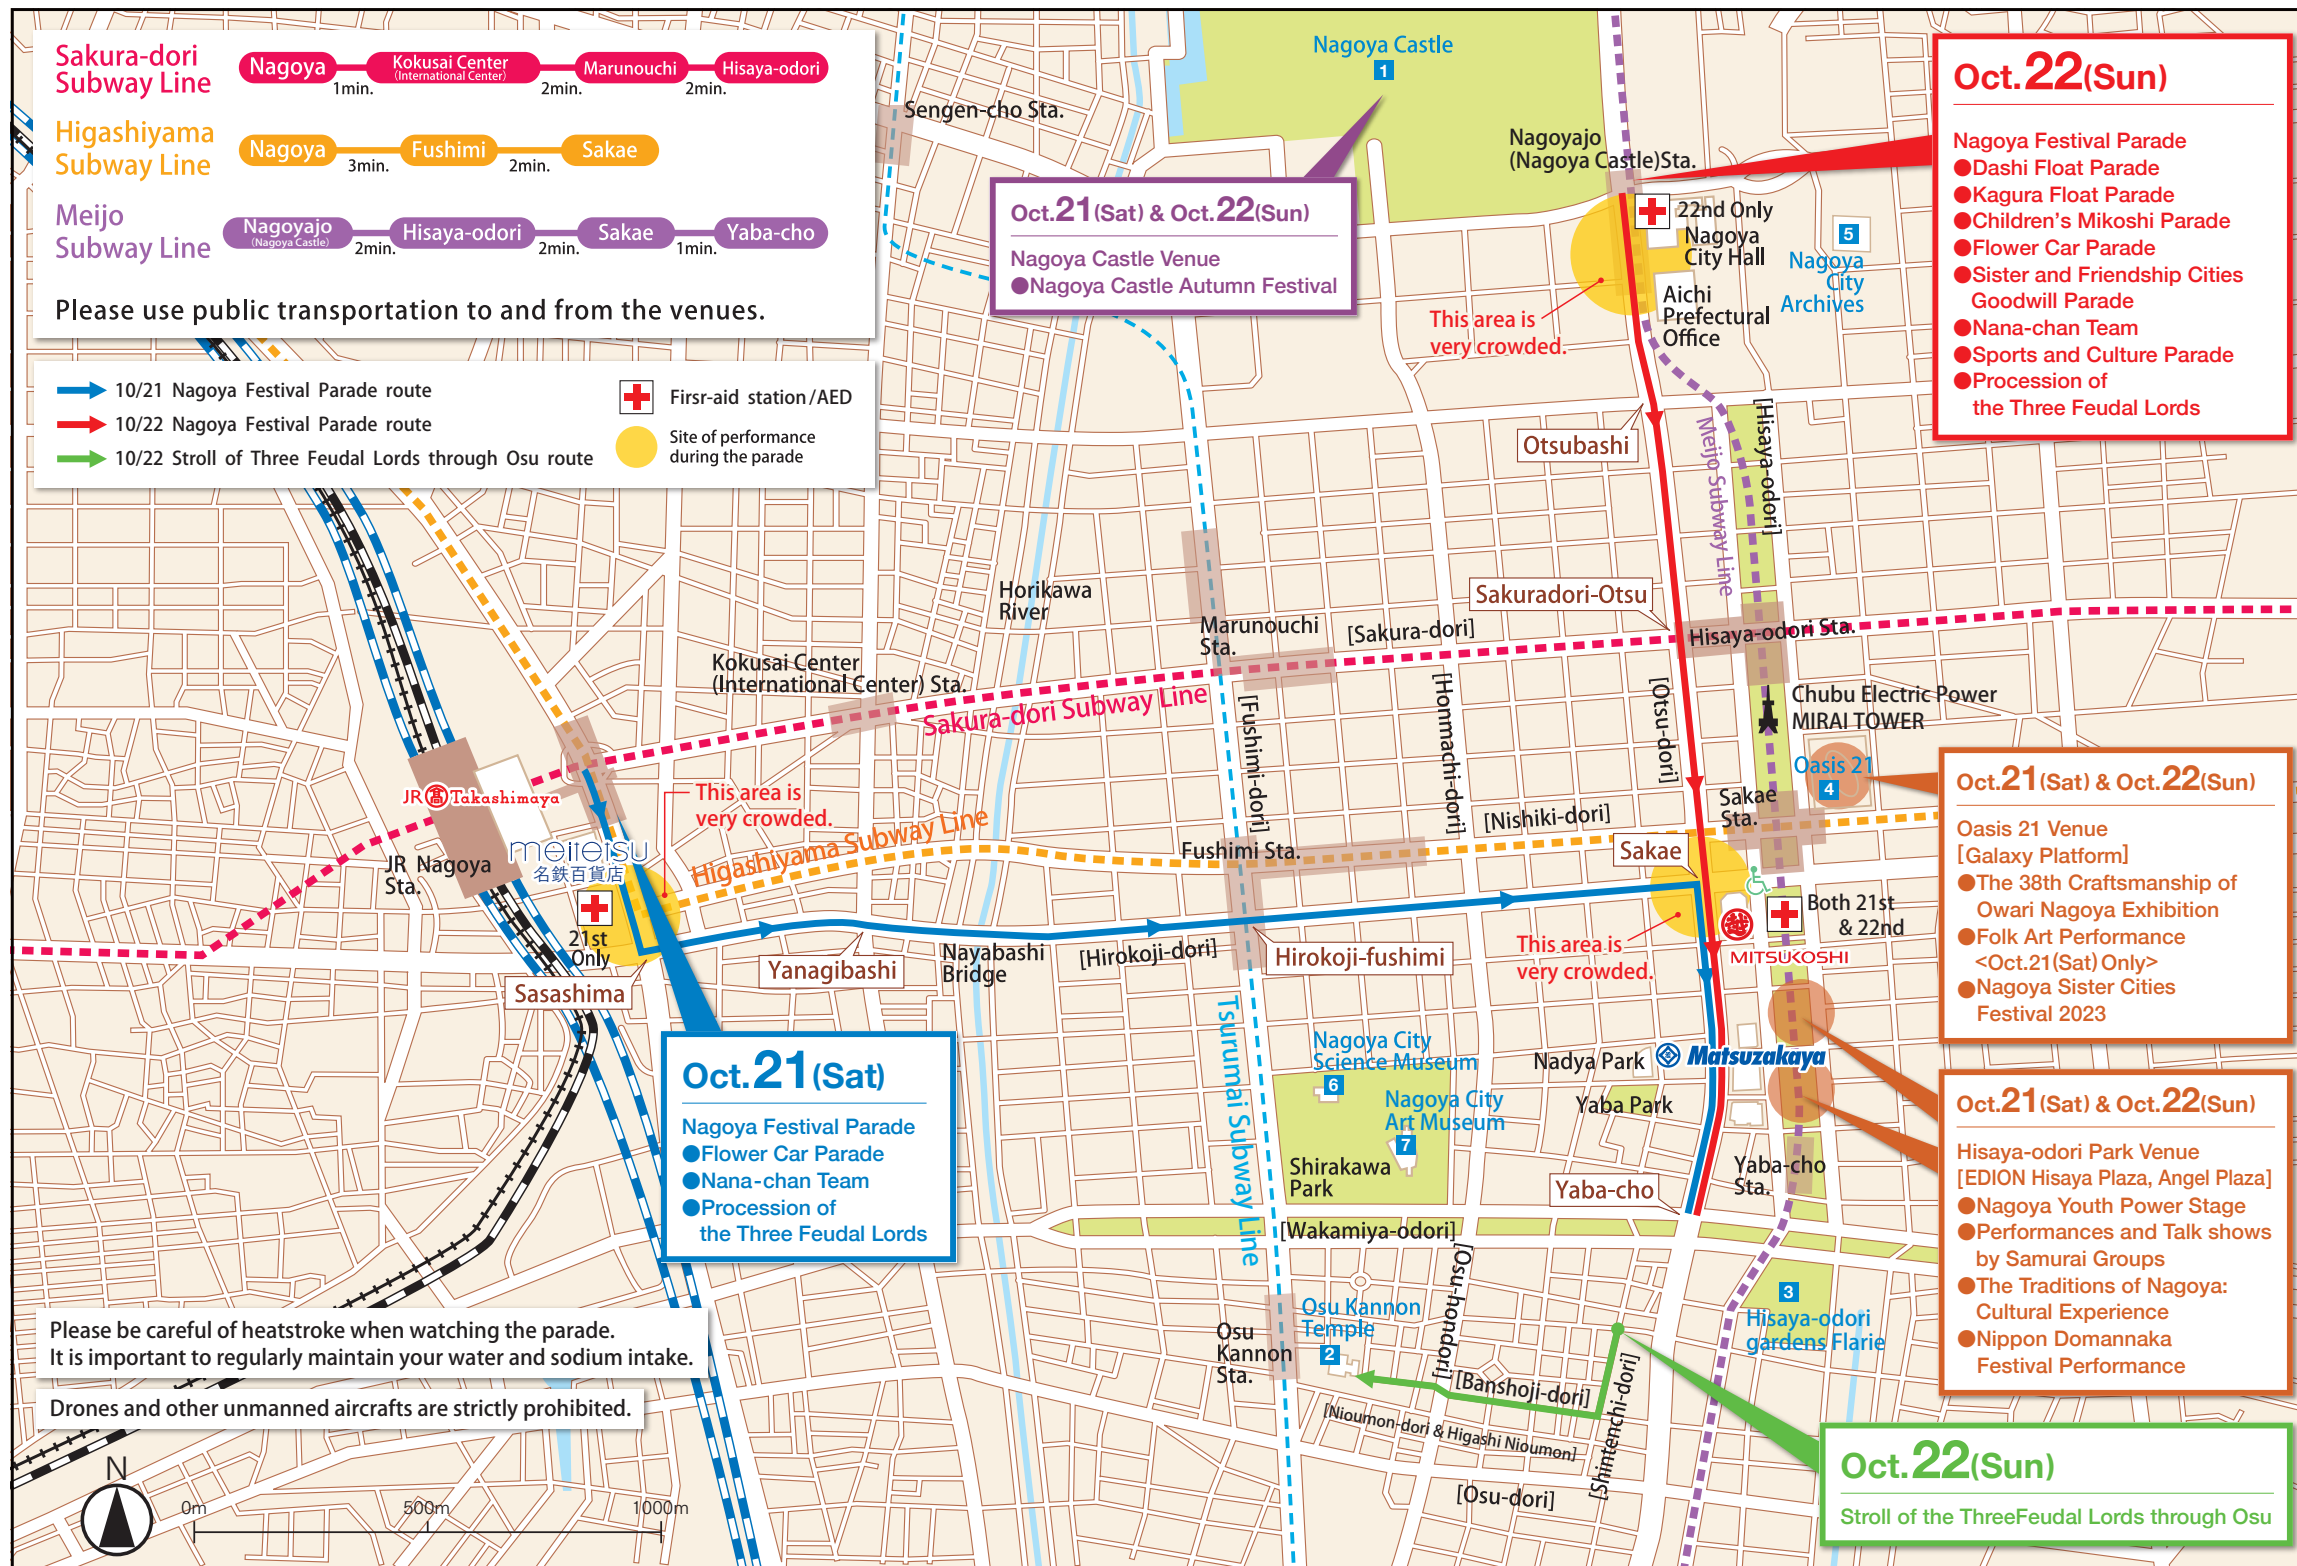 Sakura-dori
Subway Line
Nagoya
Kokusai Center
(International Center)
Marunouchi
Hisaya-odori
1min.
2min.
2min.
Higashiyama
Subway Line
Nagoya
Fushimi
Sakae
3min.
2min.
Meijo
Subway Line
Nagoyajo
(Nagoya Castle)
Hisaya-odori
Sakae
Yaba-cho
2min.
2min.
1min.
Please use public transportation to and from the venues.
10/21 Nagoya Festival Parade route
10/22 Nagoya Festival Parade route
10/22 Stroll of Three Feudal Lords through Osu route
Firsr-aid station/AED
Site of performance
during the parade
Nagoya Castle
1
Sengen-cho Sta.
Nagoyajo
(Nagoya Castle)Sta.
Oct.21(Sat) & Oct.22(Sun)
Nagoya Castle Venue
●Nagoya Castle Autumn Festival
22nd Only
Nagoya
City Hall
5
Nagoya
City
Archives
Aichi
Prefectural
Office
This area is
very crowded.
Oct.22(Sun)
Nagoya Festival Parade
●Dashi Float Parade
●Kagura Float Parade
●Children's Mikoshi Parade
●Flower Car Parade
●Sister and Friendship Cities
Goodwill Parade
●Nana-chan Team
●Sports and Culture Parade
●Procession of
the Three Feudal Lords
Otsubashi
[Hisaya-odori]
Meijo Subway Line
Horikawa
River
Sakuradori-Otsu
Marunouchi
Sta.
[Sakura-dori]
Hisaya-odori Sta.
Kokusai Center
(International Center) Sta.
Sakura-dori Subway Line
[Fushimi-dori]
[Honmachi-dori]
[Otsu-dori]
Chubu Electric Power
MIRAI TOWER
Oasis 21
4
JR髙Takashimaya
This area is
very crowded.
meitetsu
名鉄百貨店
JR Nagoya
Sta.
Higashiyama Subway Line
Fushimi Sta.
[Nishiki-dori]
Sakae
Sta.
Sakae
21st
Only
Sasashima
Yanagibashi
Nayabashi
Bridge
[Hirokoji-dori]
Hirokoji-fushimi
This area is
very crowded.
越
MITSUKOSHI
Both 21st
& 22nd
Oct.21(Sat) & Oct.22(Sun)
Oasis 21 Venue
[Galaxy Platform]
●The 38th Craftsmanship of
Owari Nagoya Exhibition
●Folk Art Performance
<Oct.21(Sat) Only>
●Nagoya Sister Cities
Festival 2023
Oct.21(Sat)
Nagoya Festival Parade
●Flower Car Parade
●Nana-chan Team
●Procession of
the Three Feudal Lords
Tsurumai Subway Line
Nagoya City
Science Museum
6
Nagoya City
Art Museum
7
Shirakawa
Park
Nadya Park
Matsuzakaya
Yaba Park
Yaba-cho
Yaba-cho
Sta.
Oct.21(Sat) & Oct.22(Sun)
Hisaya-odori Park Venue
[EDION Hisaya Plaza, Angel Plaza]
●Nagoya Youth Power Stage
●Performances and Talk shows
by Samurai Groups
●The Traditions of Nagoya:
Cultural Experience
●Nippon Domannaka
Festival Performance
[Wakamiya-odori]
[Osu-hondori]
Osu Kannon
Temple
2
Osu
Kannon
Sta.
3
Hisaya-odori
gardens Flarie
[Banshoji-dori]
[Nioumon-dori & Higashi Nioumon]
[Shintenchi-dori]
[Osu-dori]
Please be careful of heatstroke when watching the parade.
It is important to regularly maintain your water and sodium intake.
Drones and other unmanned aircrafts are strictly prohibited.
N
0m
500m
1000m
Oct.22(Sun)
Stroll of the ThreeFeudal Lords through Osu